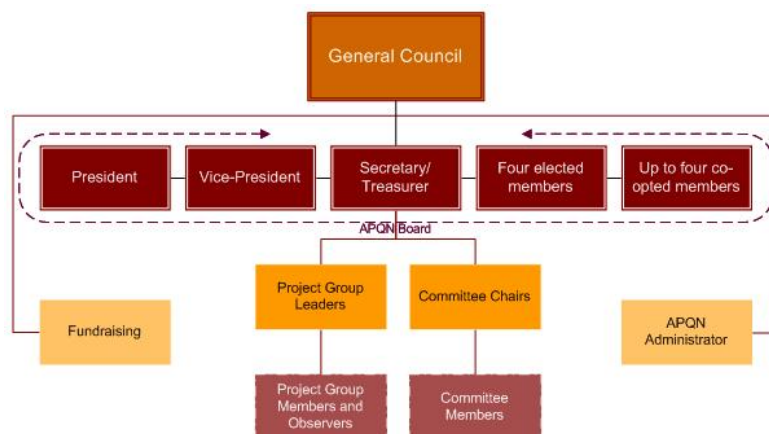 General Council
President
Vice-President
Secretary/
Treasurer
Four elected
members
Up to four co-
opted members
APQN Board
Project Group
Leaders
Committee Chairs
Fundraising
APQN
Administrator
Project Group
Members and
Observers
Committee
Members